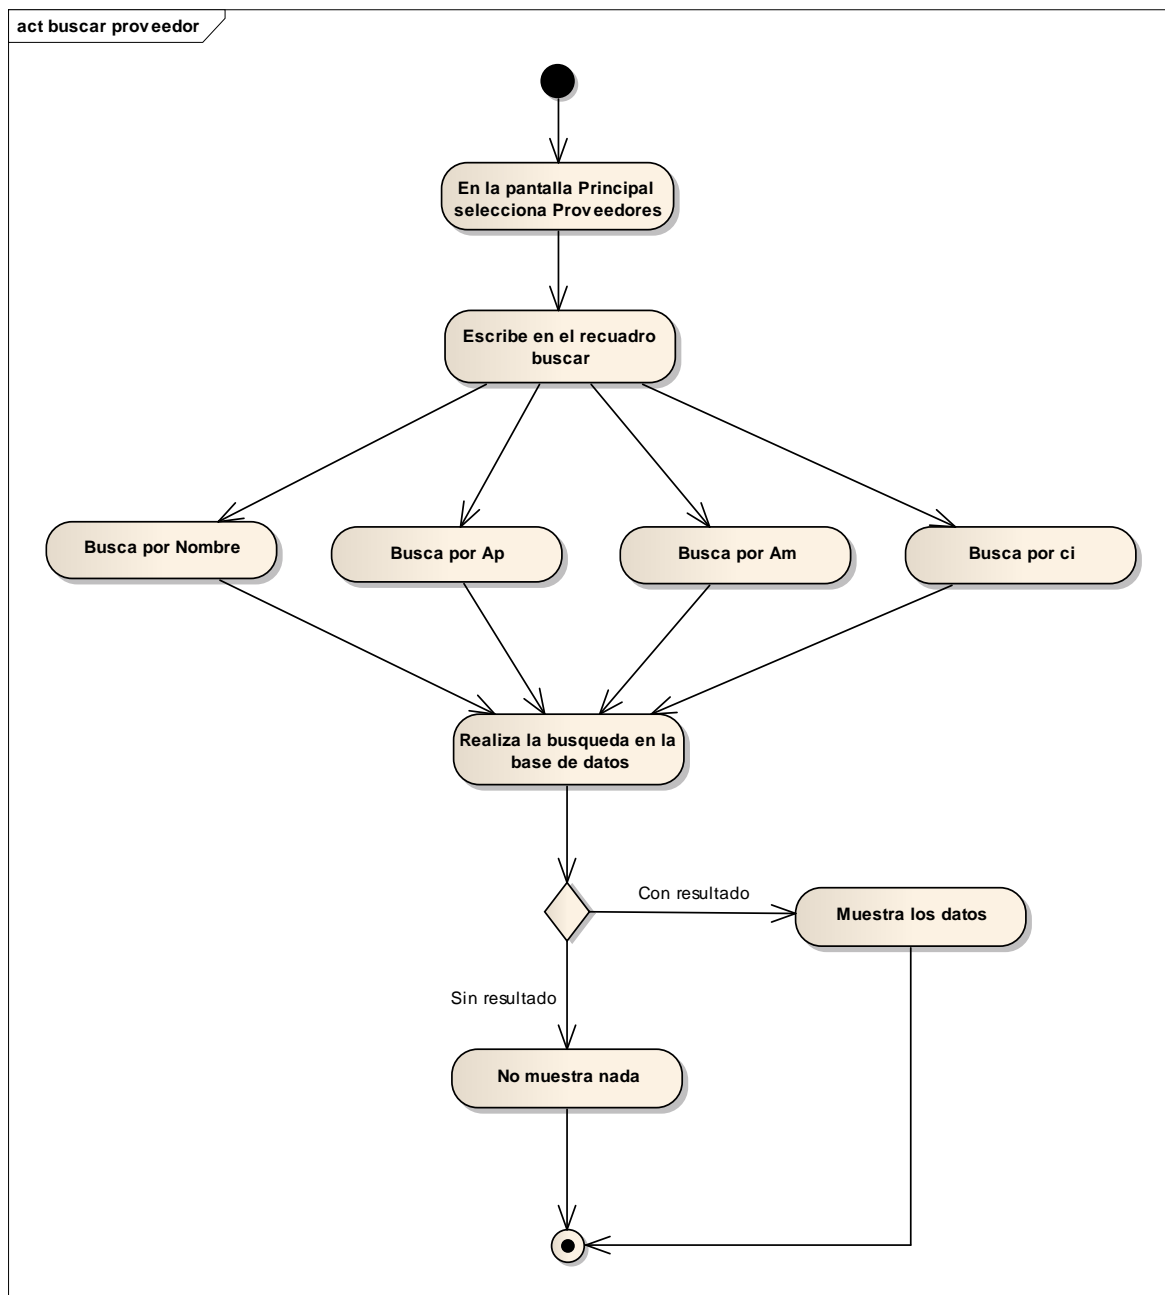 act buscar proveedor
En la pantalla Principal
selecciona Proveedores
Escribe en el recuadro
buscar
Busca por Nombre
Busca por Ap
Busca por Am
Busca por ci
Realiza la busqueda en la
base de datos
Con resultado
Muestra los datos
Sin resultado
No muestra nada